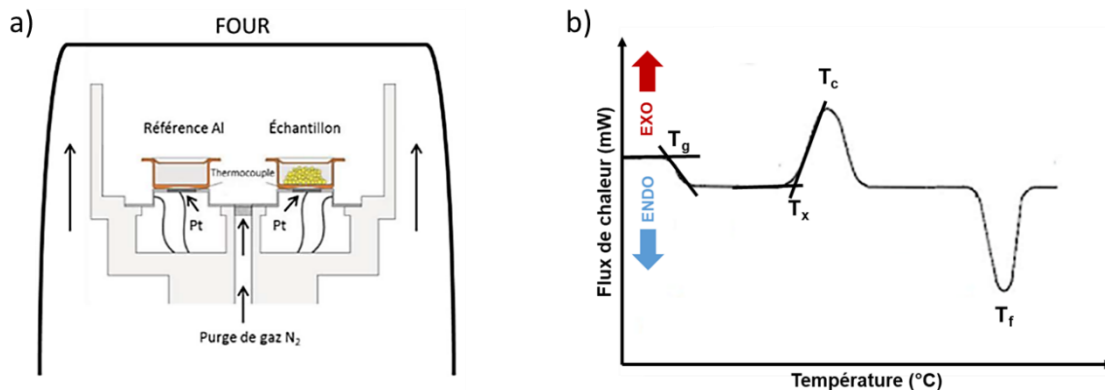 a)
FOUR
Référence Al
Échantillon
Thermocouple
Pt
Pt
Purge de gaz N₂
b)
Flux de chaleur (mW)
EXO
ENDO
Tg
Tx
Tc
Tf
Température (°C)